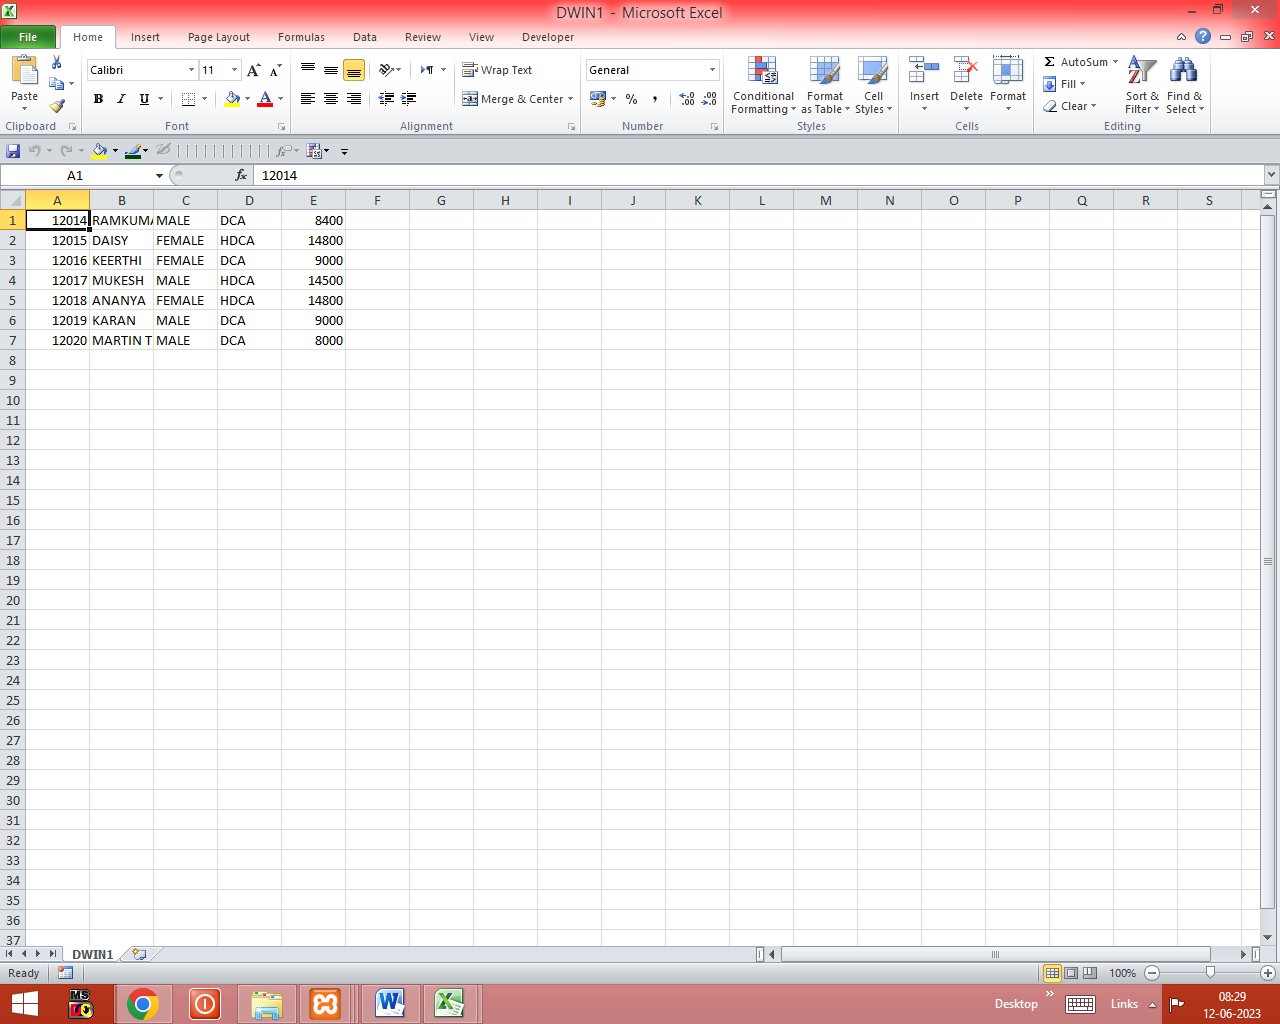 DWIN1 - Microsoft Excel
File Home Insert Page Layout Formulas Data Review View Developer
Paste
Calibri 11
B I U A
Wrap Text
Merge & Center
General
% ,
Conditional Formatting
Format as Table
Cell Styles
Insert Delete Format
Σ AutoSum
Fill
Clear
Sort & Filter
Find & Select
Clipboard Font Alignment Number Styles Cells Editing
A1 fx 12014
A B C D E F G H I J K L M N O P Q R S
1 12014 RAMKUMA MALE DCA 8400
2 12015 DAISY FEMALE HDCA 14800
3 12016 KEERTHI FEMALE DCA 9000
4 12017 MUKESH MALE HDCA 14500
5 12018 ANANYA FEMALE HDCA 14800
6 12019 KARAN MALE DCA 9000
7 12020 MARTIN T MALE DCA 8000
8
9
10
11
12
13
14
15
16
17
18
19
20
21
22
23
24
25
26
27
28
29
30
31
32
33
34
35
36
37
DWIN1
Ready 100%
MS
Desktop » Links 08:29
12-06-2023